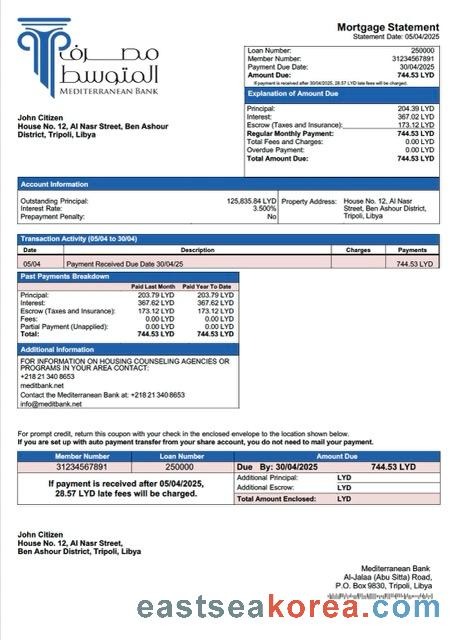 Mortgage Statement
Statement Date: 05/04/2025
مصرف
المتوسط
MEDITERRANEAN BANK
Loan Number: 250000
Member Number: 31234567891
Payment Due Date: 30/04/2025
Amount Due: 744.53 LYD
If payment is received after 30/04/2025, 28.57 LYD late fees will be charged.
Explanation of Amount Due
Principal: 204.39 LYD
Interest: 367.02 LYD
Escrow (Taxes and Insurance): 173.12 LYD
Regular Monthly Payment: 744.53 LYD
Total Fees and Charges: 0.00 LYD
Overdue Payment: 0.00 LYD
Total Amount Due: 744.53 LYD
John Citizen
House No. 12, Al Nasr Street, Ben Ashour
District, Tripoli, Libya
Account Information
Outstanding Principal: 125,835.84 LYD
Interest Rate: 3.500%
Prepayment Penalty: No
Property Address: House No. 12, Al Nasr
Street, Ben Ashour District,
Tripoli, Libya
Transaction Activity (05/04 to 30/04)
Date Description Charges Payments
05/04 Payment Received Due Date 30/04/25 744.53 LYD
Past Payments Breakdown
Paid Last Month Paid Year To Date
Principal: 203.79 LYD 203.79 LYD
Interest: 367.62 LYD 367.62 LYD
Escrow (Taxes and Insurance): 173.12 LYD 173.12 LYD
Fees: 0.00 LYD 0.00 LYD
Partial Payment (Unapplied): 0.00 LYD 0.00 LYD
Total: 744.53 LYD 744.53 LYD
Additional Information
FOR INFORMATION ON HOUSING COUNSELING AGENCIES OR
PROGRAMS IN YOUR AREA CONTACT:
+218 21 340 8653
meditbank.net
Contact the Mediterranean Bank at: +218 21 340 8653
info@meditbank.net
For prompt credit, return this coupon with your check in the enclosed envelope to the location shown below.
If you are set up with auto payment transfer from your share account, you do not need to mail your payment.
Member Number Loan Number Amount Due
31234567891 250000 Due By: 30/04/2025 744.53 LYD
If payment is received after 05/04/2025,
28.57 LYD late fees will be charged.
Additional Principal: LYD
Additional Escrow: LYD
Total Amount Enclosed: LYD
John Citizen
House No. 12, Al Nasr Street,
Ben Ashour District, Tripoli, Libya
Mediterranean Bank
Al-Jalaa (Abu Sitta) Road,
P.O. Box 9830, Tripoli, Libya
eastseakorea.com